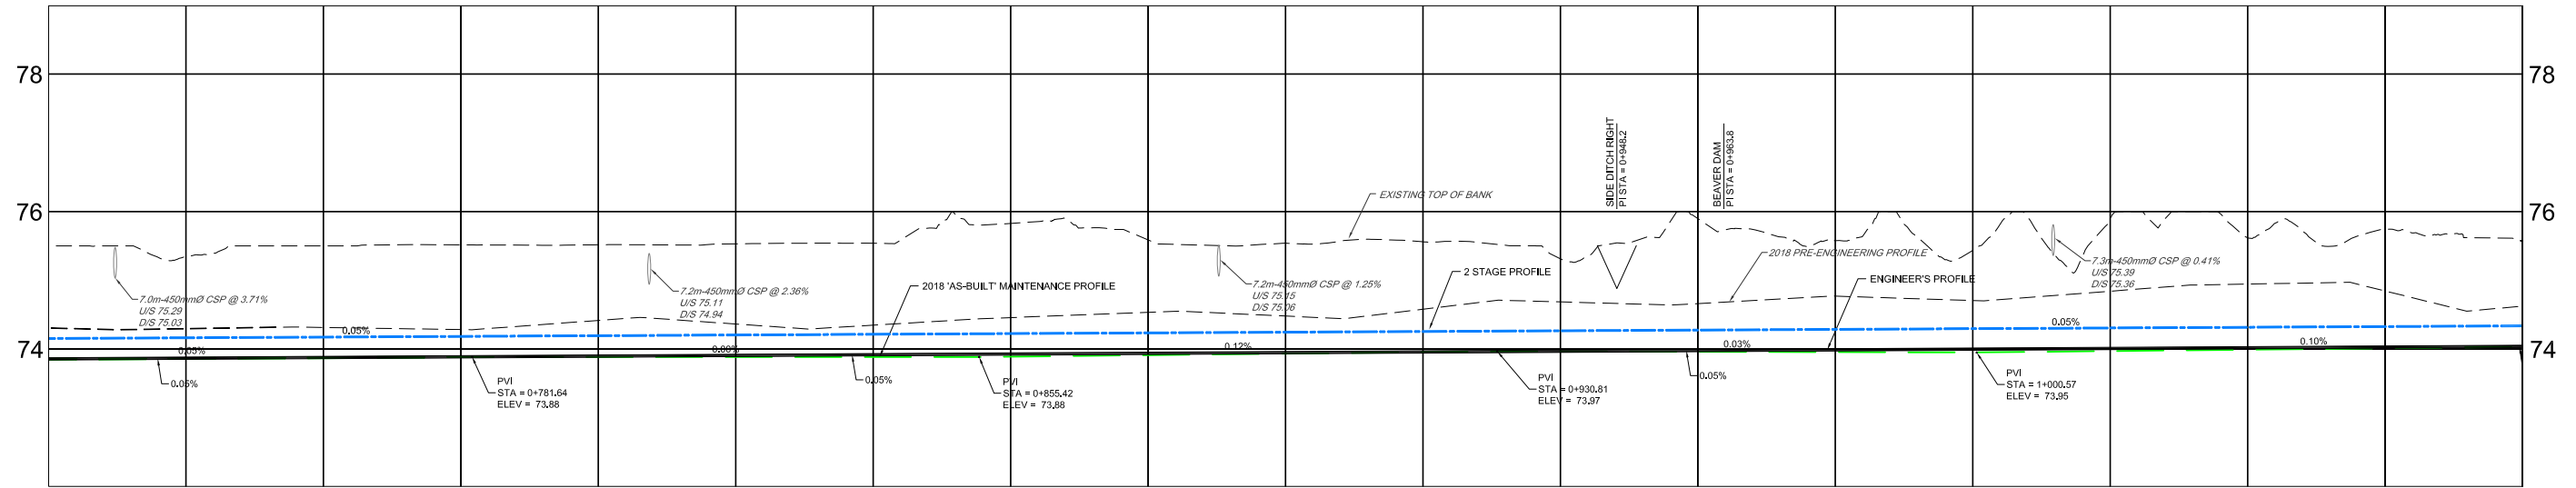 78
78
SIDE DITCH RIGHT
PI STA = 0+948.2
BEAVER DAM
PI STA = 0+963.8
76
EXISTING TOP OF BANK
76
2018 PRE-ENGINEERING PROFILE
7.0m-450mmØ CSP @ 3.71%
U/S 75.29
D/S 75.03
7.2m-450mmØ CSP @ 2.36%
U/S 75.11
D/S 74.94
2018 'AS-BUILT' MAINTENANCE PROFILE
7.2m-450mmØ CSP @ 1.25%
U/S 75.15
D/S 75.06
2 STAGE PROFILE
ENGINEER'S PROFILE
7.3m-450mmØ CSP @ 0.41%
U/S 75.39
D/S 75.36
0.05%
0.05%
74
0.05%
0.00%
0.12%
0.03%
0.10%
74
0.05%
PVI
STA = 0+781.64
ELEV = 73.88
0.05%
PVI
STA = 0+855.42
ELEV = 73.88
PVI
STA = 0+930.81
ELEV = 73.97
0.05%
PVI
STA = 1+000.57
ELEV = 73.95